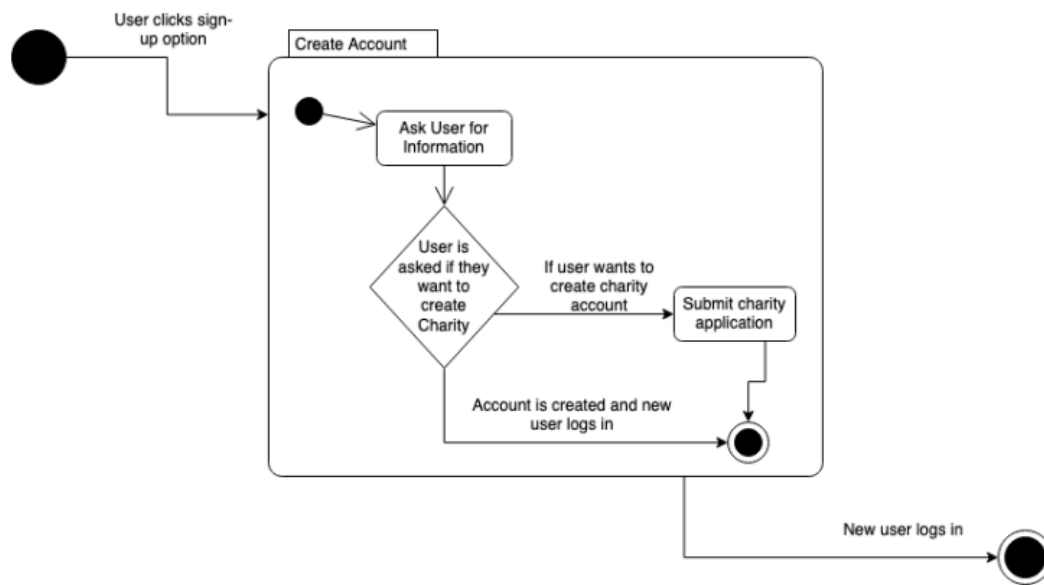 User clicks sign-
up option
Create Account
Ask User for
Information
User is
asked if they
want to
create
Charity
If user wants to
create charity
account
Submit charity
application
Account is created and new
user logs in
New user logs in